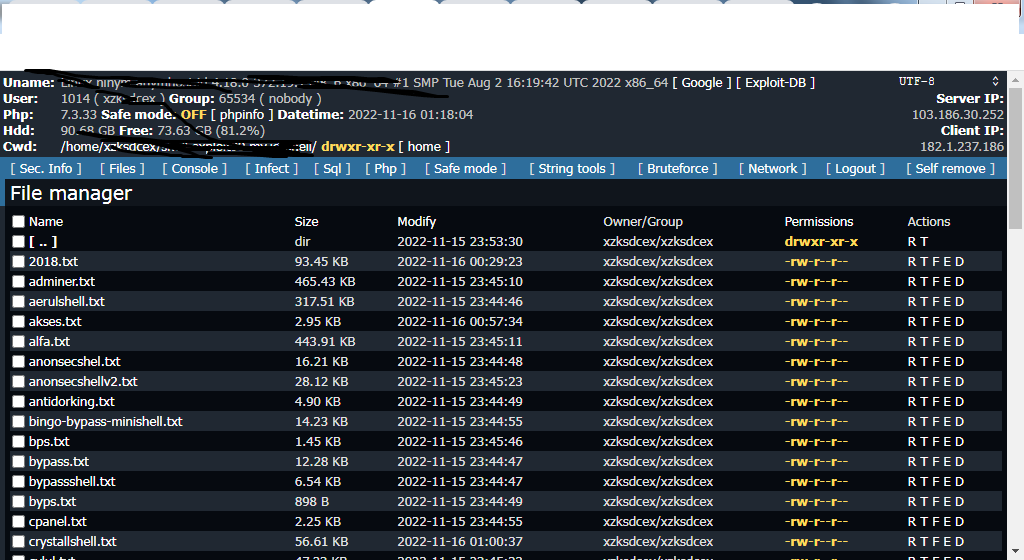 Uname: #1 SMP Tue Aug 2 16:19:42 UTC 2022 x86_64 [ Google ] [ Exploit-DB ] UTF-8
User: 1014 ( ) Group: 65534 ( nobody ) Server IP:
Php: 7.3.33 Safe mode: OFF [ phpinfo ] Datetime: 2022-11-16 01:18:04 103.186.30.252
Hdd: 90.68 GB Free: 73.63 GB (81.2%) Client IP:
Cwd: /home/xzksdcex/ drwxr-xr-x [ home ] 182.1.237.186
[ Sec. Info ] [ Files ] [ Console ] [ Infect ] [ Sql ] [ Php ] [ Safe mode ] [ String tools ] [ Bruteforce ] [ Network ] [ Logout ] [ Self remove ]
File manager
Name Size Modify Owner/Group Permissions Actions
[ .. ] dir 2022-11-15 23:53:30 xzksdcex/xzksdcex drwxr-xr-x R T
2018.txt 93.45 KB 2022-11-16 00:29:23 xzksdcex/xzksdcex -rw-r--r-- R T F E D
adminer.txt 465.43 KB 2022-11-15 23:45:10 xzksdcex/xzksdcex -rw-r--r-- R T F E D
aerulshell.txt 317.51 KB 2022-11-15 23:44:46 xzksdcex/xzksdcex -rw-r--r-- R T F E D
akses.txt 2.95 KB 2022-11-16 00:57:34 xzksdcex/xzksdcex -rw-r--r-- R T F E D
alfa.txt 443.91 KB 2022-11-15 23:45:11 xzksdcex/xzksdcex -rw-r--r-- R T F E D
anonsecshel.txt 16.21 KB 2022-11-15 23:44:48 xzksdcex/xzksdcex -rw-r--r-- R T F E D
anonsecshellv2.txt 28.12 KB 2022-11-15 23:45:23 xzksdcex/xzksdcex -rw-r--r-- R T F E D
antidorking.txt 4.90 KB 2022-11-15 23:44:49 xzksdcex/xzksdcex -rw-r--r-- R T F E D
bingo-bypass-minishell.txt 14.23 KB 2022-11-15 23:44:55 xzksdcex/xzksdcex -rw-r--r-- R T F E D
bps.txt 1.45 KB 2022-11-15 23:45:46 xzksdcex/xzksdcex -rw-r--r-- R T F E D
bypass.txt 12.28 KB 2022-11-15 23:44:47 xzksdcex/xzksdcex -rw-r--r-- R T F E D
bypassshell.txt 6.54 KB 2022-11-15 23:44:47 xzksdcex/xzksdcex -rw-r--r-- R T F E D
byps.txt 898 B 2022-11-15 23:44:49 xzksdcex/xzksdcex -rw-r--r-- R T F E D
cpanel.txt 2.25 KB 2022-11-15 23:44:55 xzksdcex/xzksdcex -rw-r--r-- R T F E D
crystallshell.txt 56.61 KB 2022-11-16 01:00:37 xzksdcex/xzksdcex -rw-r--r-- R T F E D